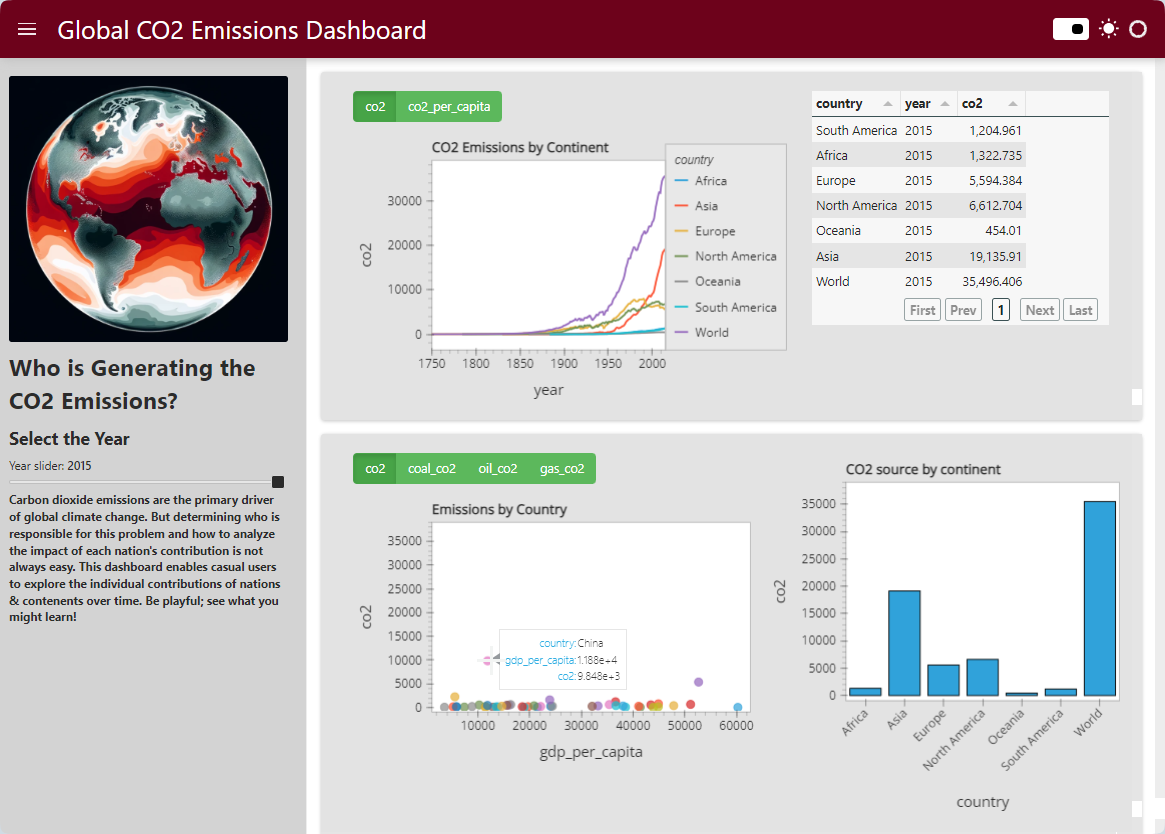 Global CO2 Emissions Dashboard
Who is Generating the
CO2 Emissions?
Select the Year
Year slider: 2015
Carbon dioxide emissions are the primary driver
of global climate change. But determining who is
responsible for this problem and how to analyze
the impact of each nation's contribution is not
always easy. This dashboard enables casual users
to explore the individual contributions of nations
& contenents over time. Be playful; see what you
might learn!
co2 co2_per_capita
CO2 Emissions by Continent
co2
30000
20000
10000
0
1750 1800 1850 1900 1950 2000
year
country
Africa
Asia
Europe
North America
Oceania
South America
World
country year co2
South America 2015 1,204.961
Africa 2015 1,322.735
Europe 2015 5,594.384
North America 2015 6,612.704
Oceania 2015 454.01
Asia 2015 19,135.91
World 2015 35,496.406
First Prev 1 Next Last
co2 coal_co2 oil_co2 gas_co2
Emissions by Country
co2
35000
30000
25000
20000
15000
10000
5000
0
country: China
gdp_per_capita: 1.188e+4
co2: 9.848e+3
10000 20000 30000 40000 50000 60000
gdp_per_capita
CO2 source by continent
co2
35000
30000
25000
20000
15000
10000
5000
0
Africa
Asia
Europe
North America
Oceania
South America
World
country